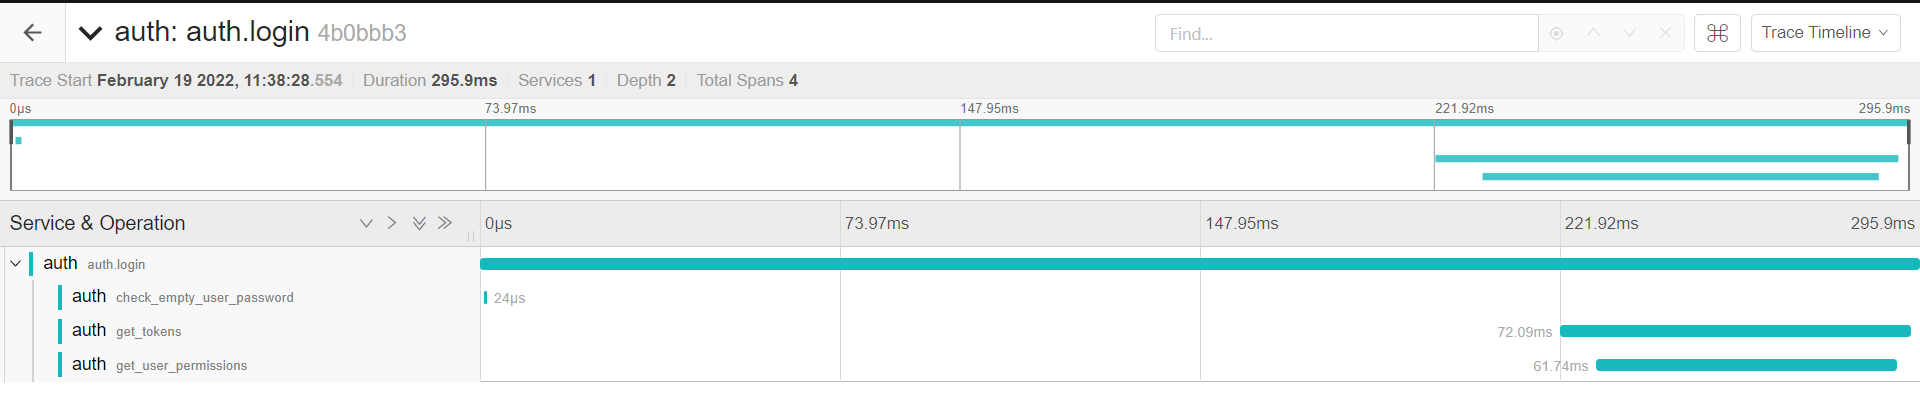 auth: auth.login 4b0bbb3
Find...
Trace Timeline
Trace Start February 19 2022, 11:38:28.554 Duration 295.9ms Services 1 Depth 2 Total Spans 4
0μs 73.97ms 147.95ms 221.92ms 295.9ms
Service & Operation 0μs 73.97ms 147.95ms 221.92ms 295.9ms
auth auth.login
auth check_empty_user_password 24μs
auth get_tokens 72.09ms
auth get_user_permissions 61.74ms